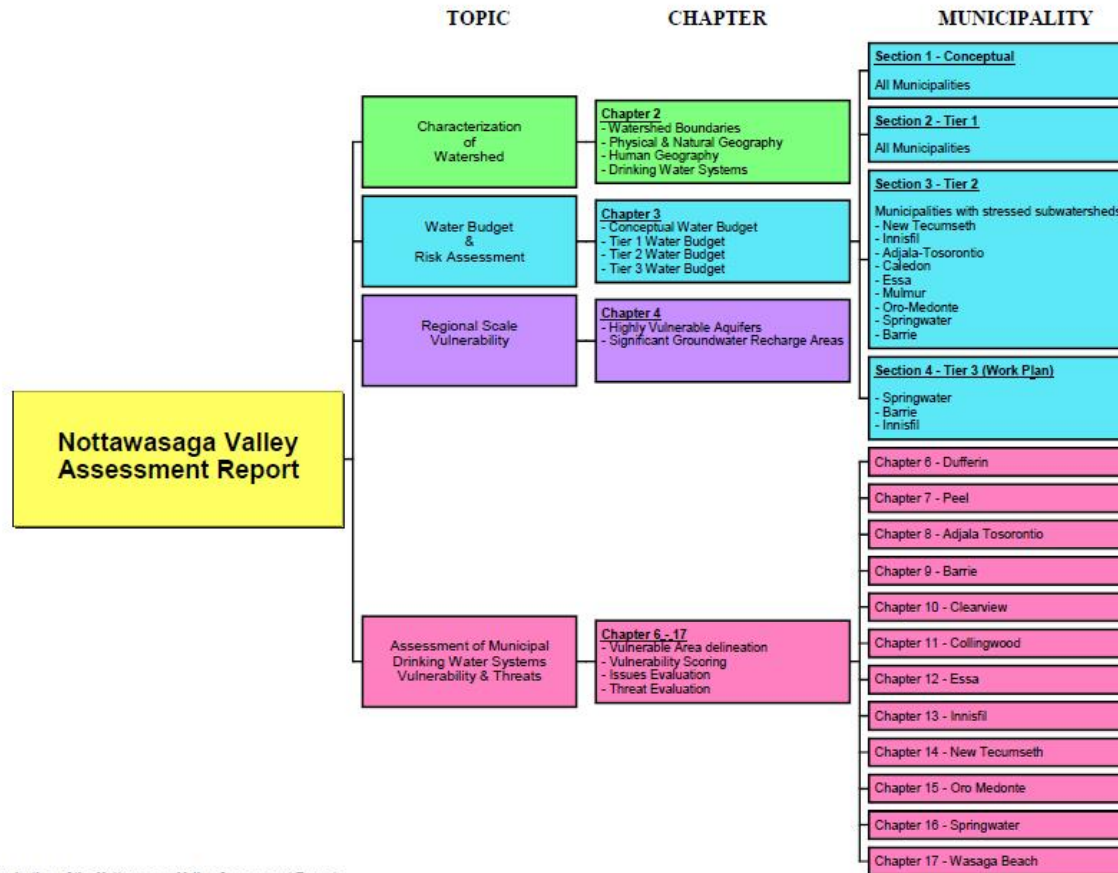 TOPIC
CHAPTER
MUNICIPALITY
Nottawasaga Valley
Assessment Report
Characterization
of
Watershed
Chapter 2
- Watershed Boundaries
- Physical & Natural Geography
- Human Geography
- Drinking Water Systems
Water Budget
&
Risk Assessment
Chapter 3
- Conceptual Water Budget
- Tier 1 Water Budget
- Tier 2 Water Budget
- Tier 3 Water Budget
Section 1 - Conceptual
All Municipalities
Section 2 - Tier 1
All Municipalities
Section 3 - Tier 2
Municipalities with stressed subwatersheds
- New Tecumseth
- Innisfil
- Adjala-Tosorontio
- Caledon
- Essa
- Mulmur
- Oro-Medonte
- Springwater
- Barrie
Section 4 - Tier 3 (Work Plan)
- Springwater
- Barrie
- Innisfil
Regional Scale
Vulnerability
Chapter 4
- Highly Vulnerable Aquifers
- Significant Groundwater Recharge Areas
Assessment of Municipal
Drinking Water Systems
Vulnerability & Threats
Chapter 6 - 17
- Vulnerable Area delineation
- Vulnerability Scoring
- Issues Evaluation
- Threat Evaluation
Chapter 6 - Dufferin
Chapter 7 - Peel
Chapter 8 - Adjala Tosorontio
Chapter 9 - Barrie
Chapter 10 - Clearview
Chapter 11 - Collingwood
Chapter 12 - Essa
Chapter 13 - Innisfil
Chapter 14 - New Tecumseth
Chapter 15 - Oro Medonte
Chapter 16 - Springwater
Chapter 17 - Wasaga Beach